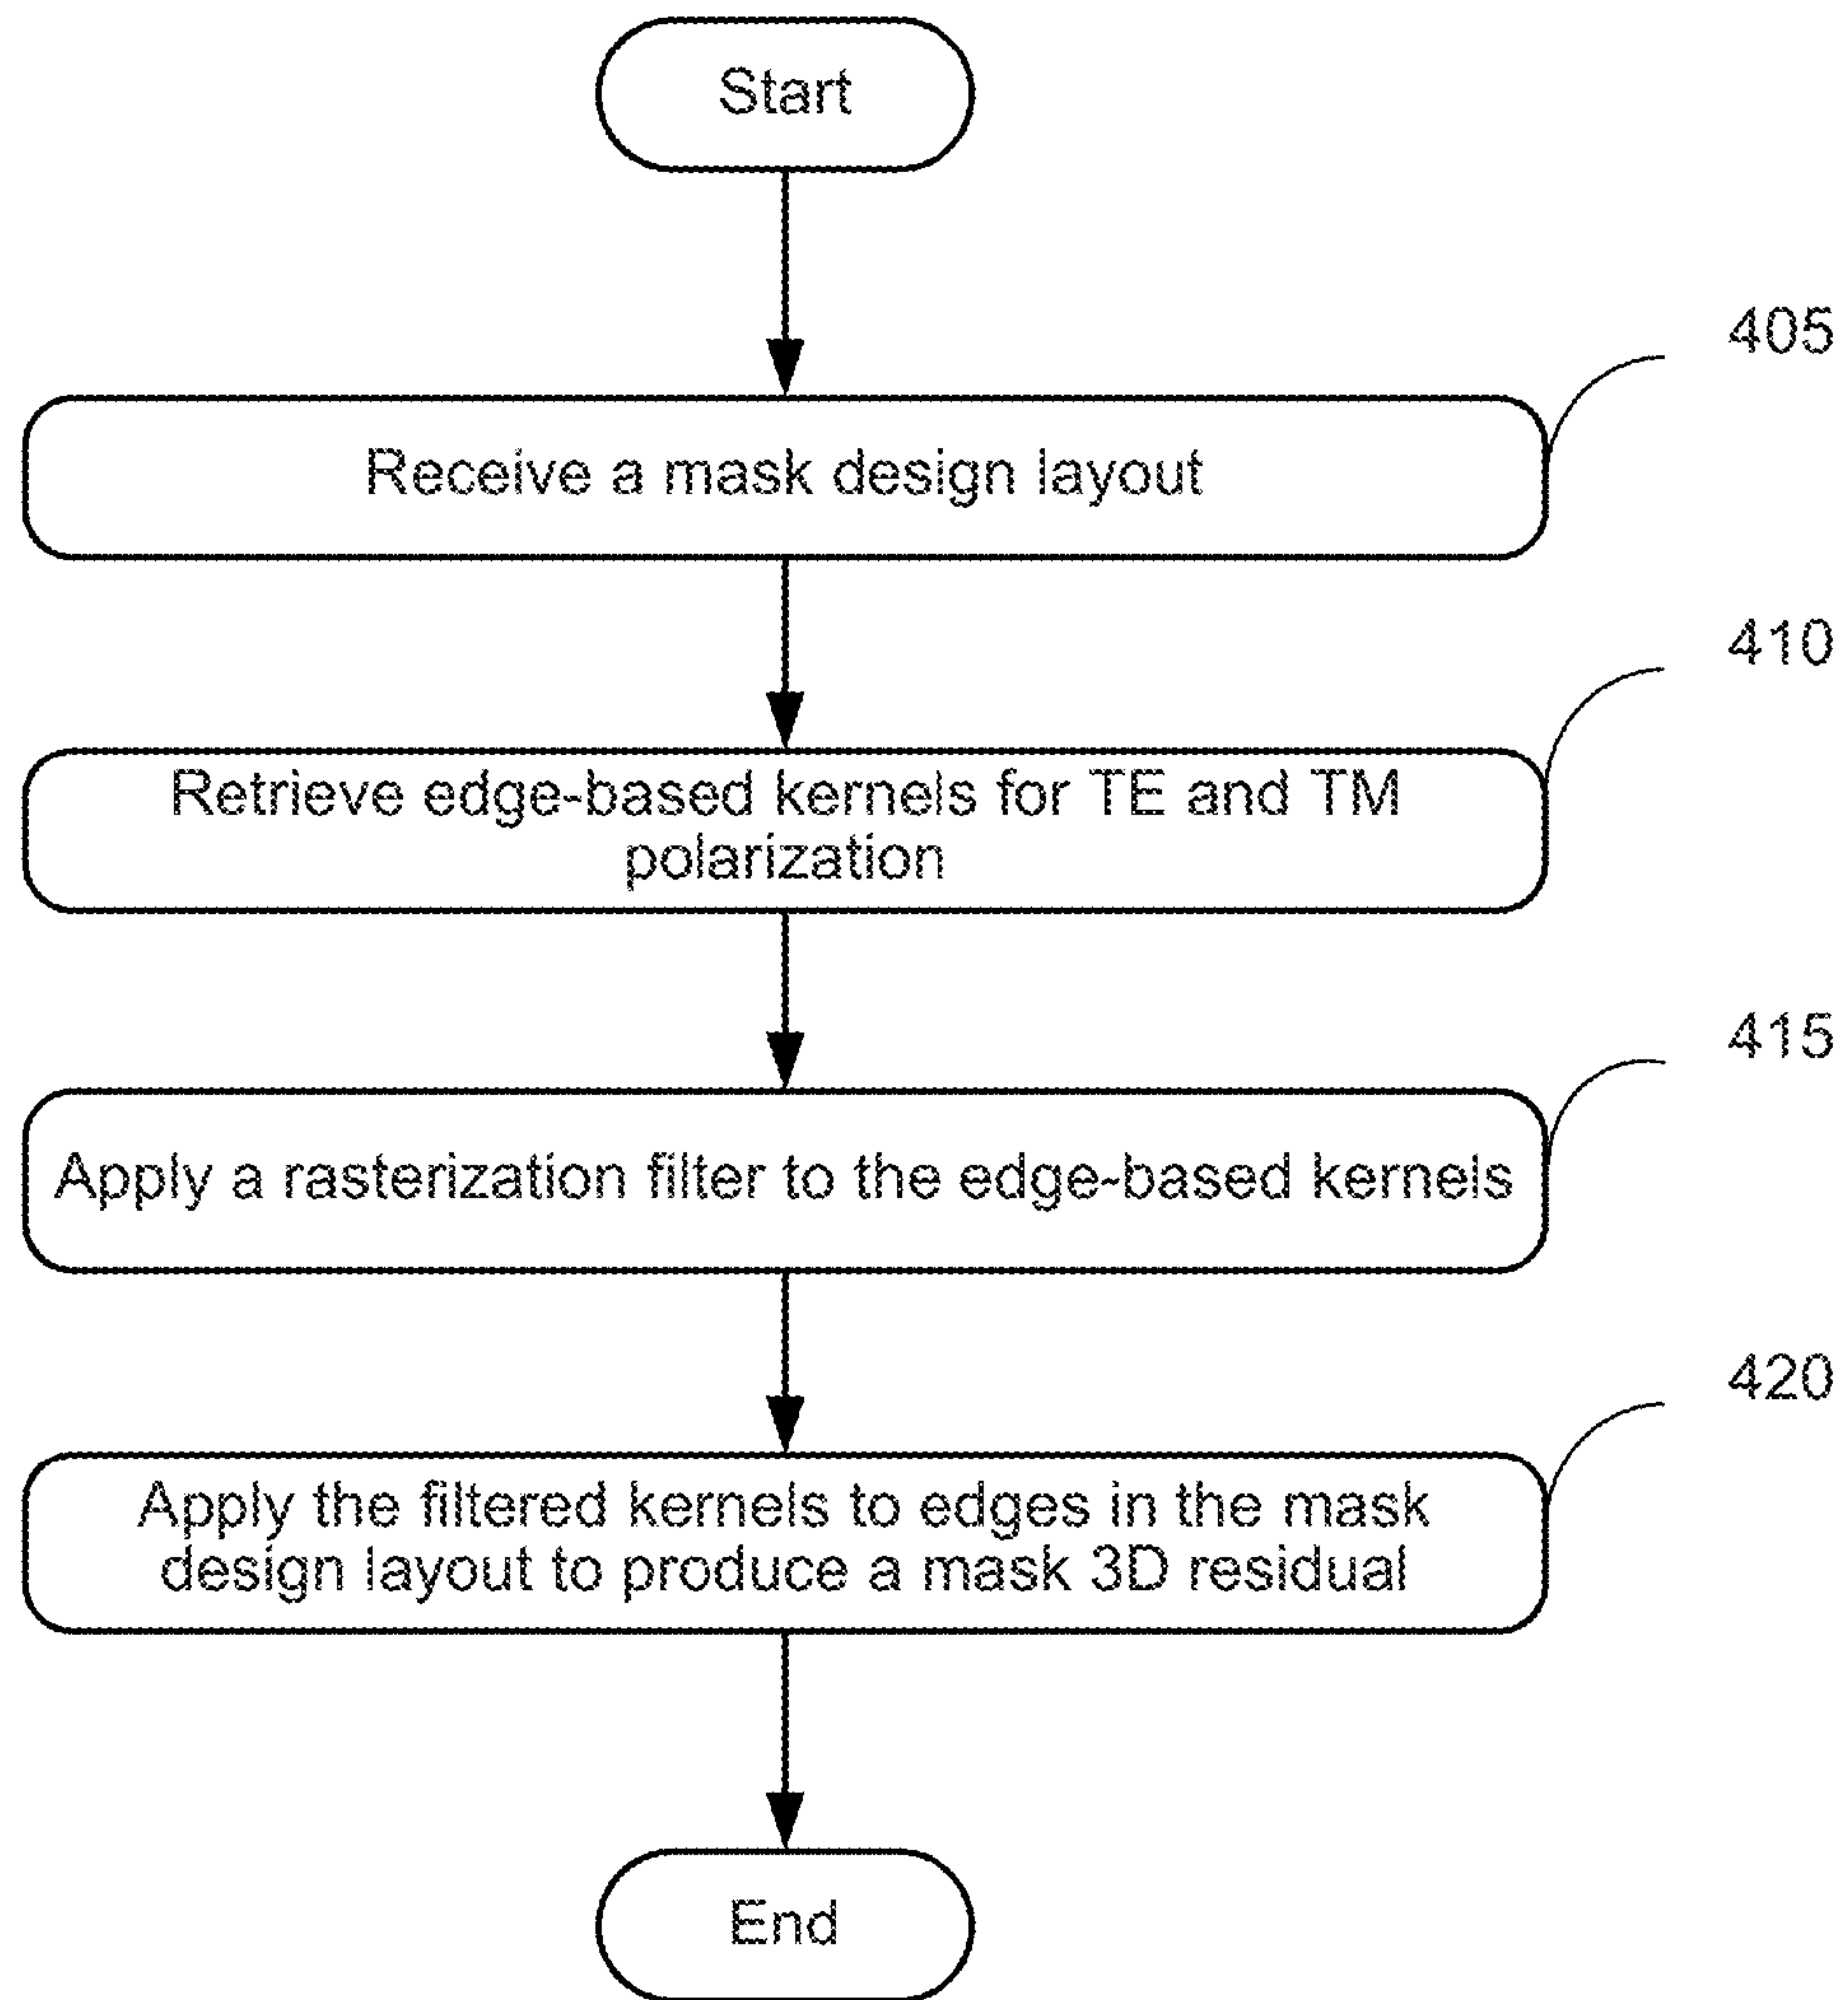 Start
405
Receive a mask design layout
410
Retrieve edge-based kernels for TE and TM
polarization
415
Apply a rasterization filter to the edge-based kernels
420
Apply the filtered kernels to edges in the mask
design layout to produce a mask 3D residual
End